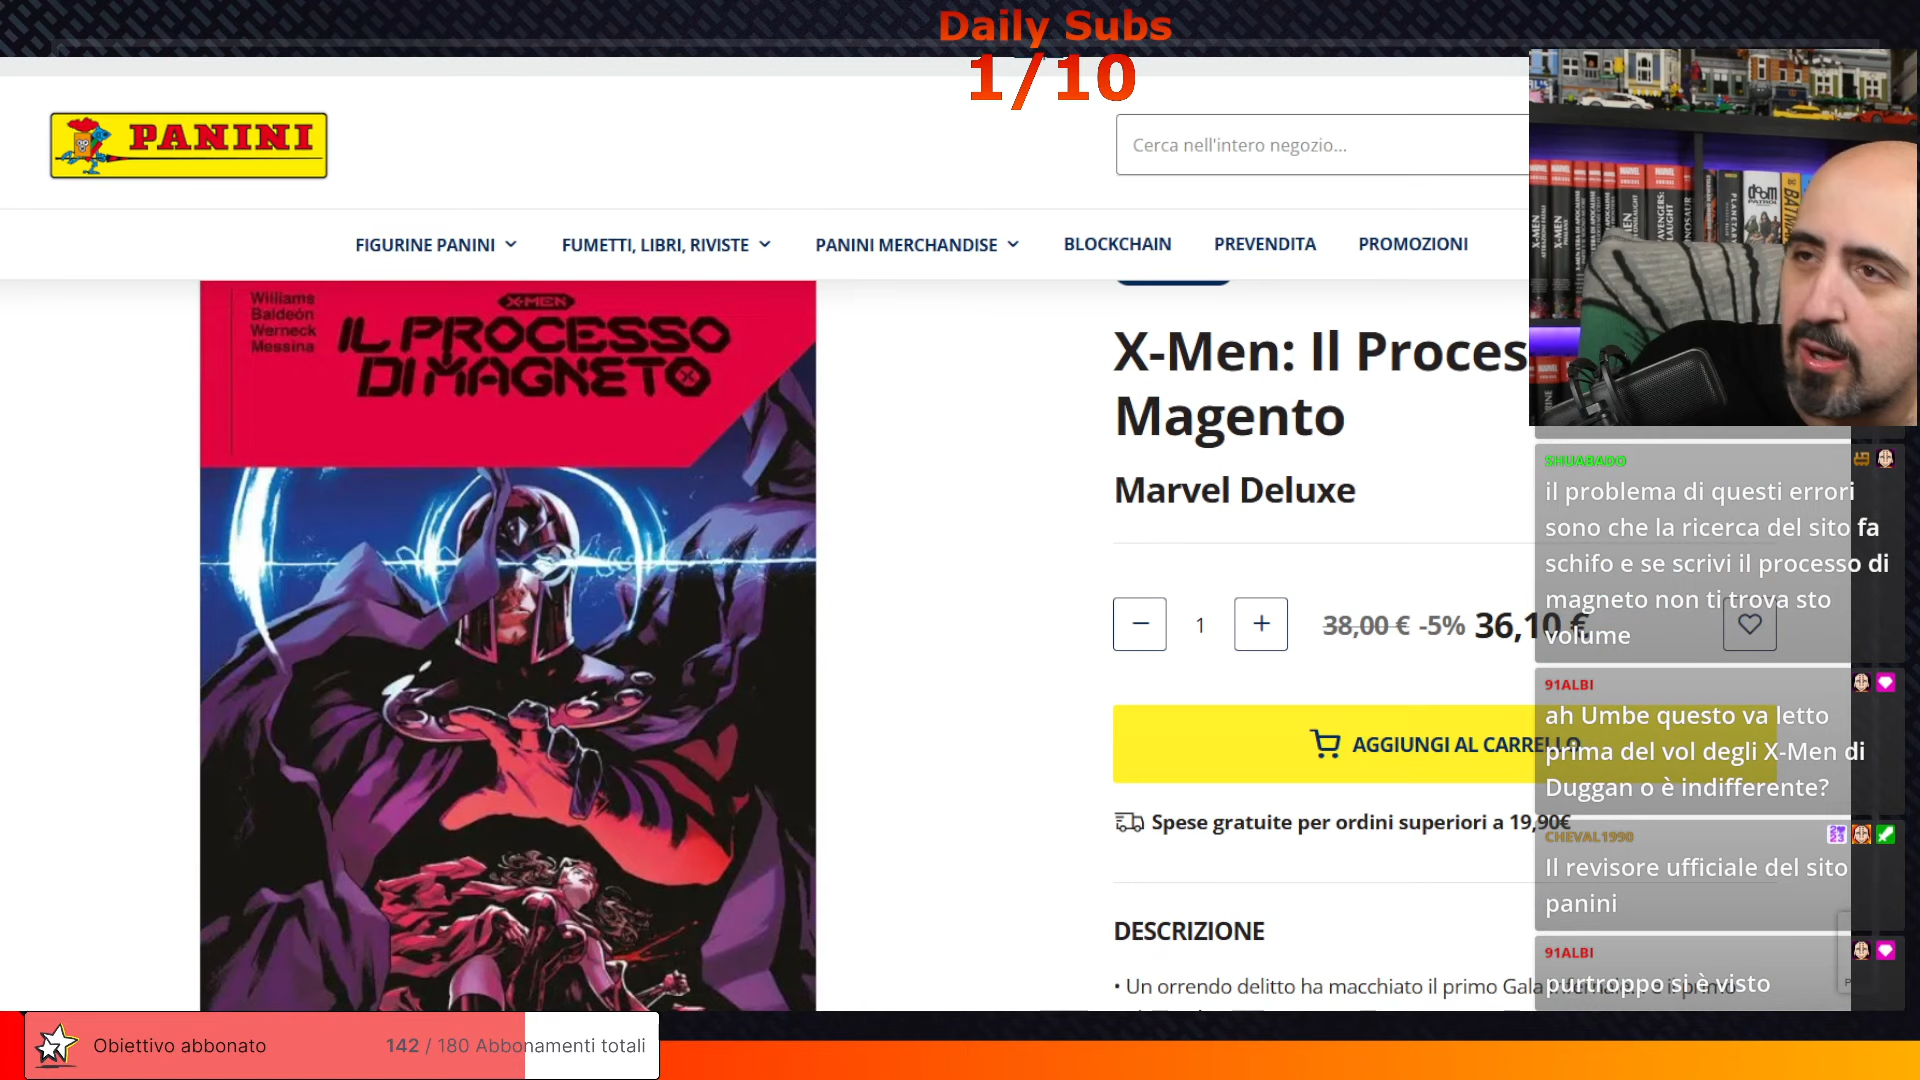 Daily Subs
1/10
PANINI
Cerca nell'intero negozio...
FIGURINE PANINI
FUMETTI, LIBRI, RIVISTE
PANINI MERCHANDISE
BLOCKCHAIN
PREVENDITA
PROMOZIONI
Williams
Baldeón
Werneck
Messina
X-MEN
IL PROCESSO
DI MAGNETO
X-Men: Il Proces
Magento
Marvel Deluxe
1
38,00 € -5% 36,10 €
AGGIUNGI AL CARRELLO
Spese gratuite per ordini superiori a 19,90€
DESCRIZIONE
• Un orrendo delitto ha macchiato il primo Gala
SHUABADO
il problema di questi errori
sono che la ricerca del sito fa
schifo e se scrivi il processo di
magneto non ti trova sto
volume
91ALBI
ah Umbe questo va letto
prima del vol degli X-Men di
Duggan o è indifferente?
CHEVAL1990
Il revisore ufficiale del sito
panini
91ALBI
purtroppo si è visto
Obiettivo abbonato
142 / 180 Abbonamenti totali